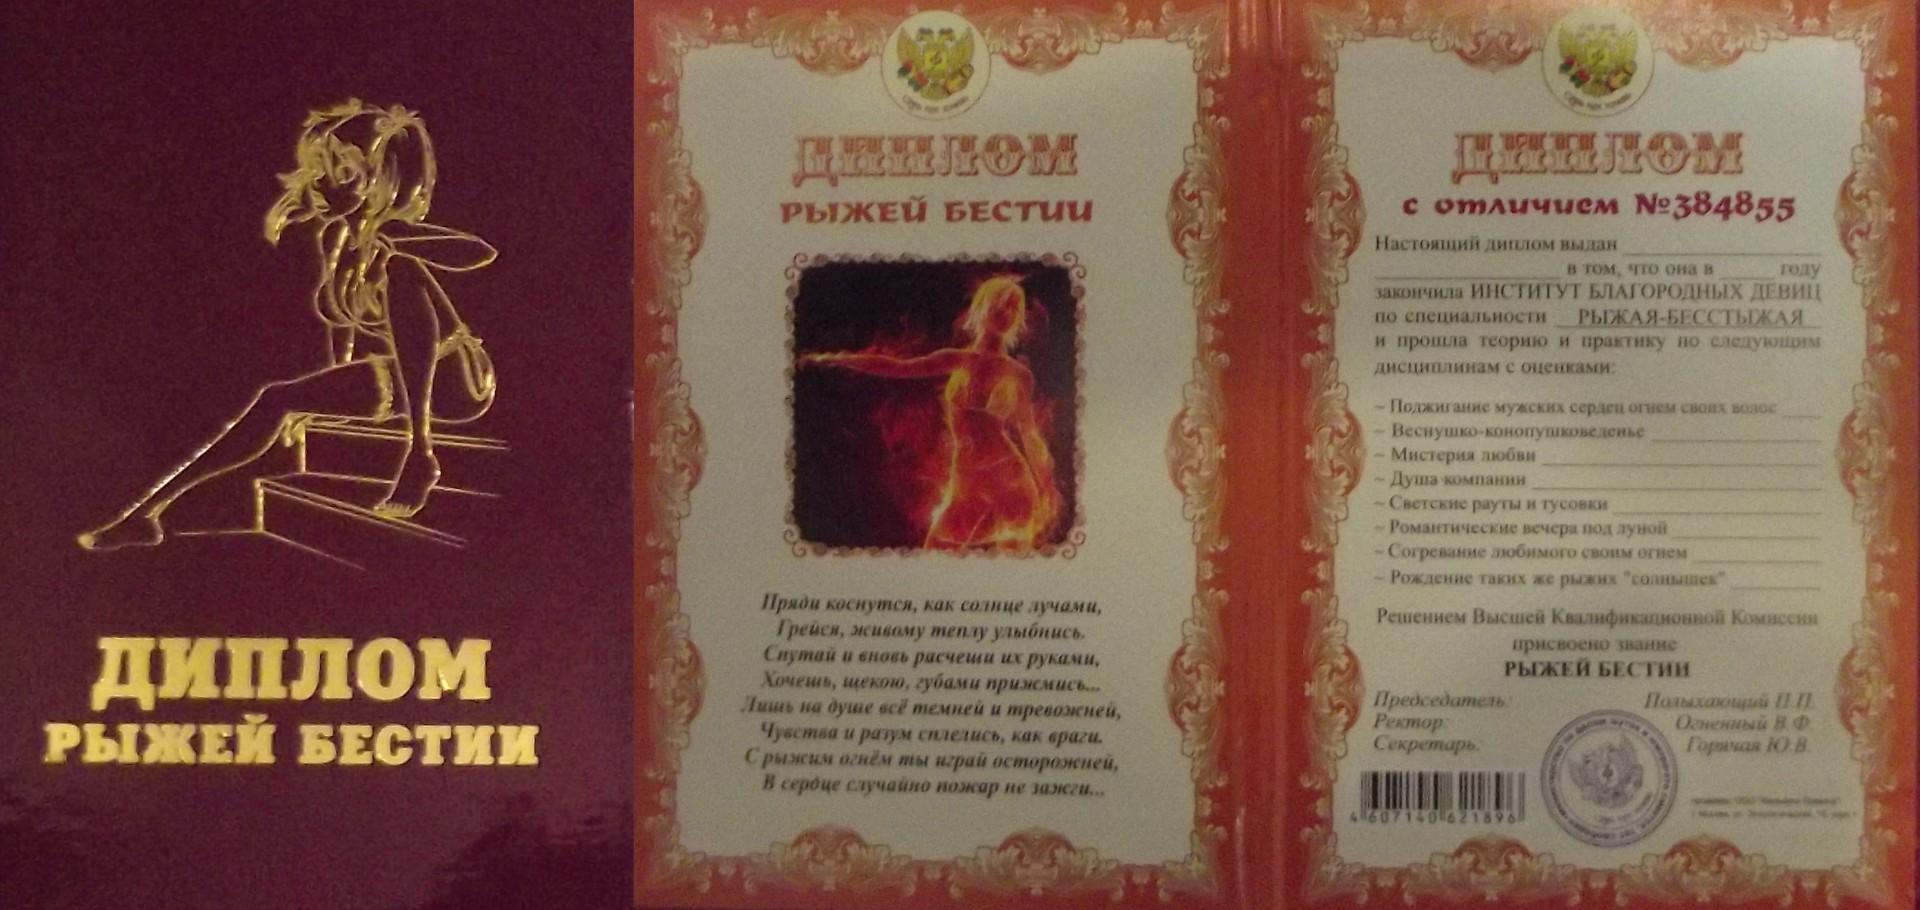 ДИПЛОМ
РЫЖЕЙ БЕСТИИ
ДИПЛОМ
РЫЖЕЙ БЕСТИИ
Пряди коснутся, как солнце лучами,
Грейся, живому теплу улыбнись.
Спутай и вновь расчеши их руками,
Хочешь, щекою, губами прижмись...
Лишь на душе всё темней и тревожней,
Чувства и разум сплелись, как враги.
С рыжим огнём ты играй осторожней,
В сердце случайно пожар не зажги...
ДИПЛОМ
с отличием №384855
Настоящий диплом выдан
в том, что она в году
закончила ИНСТИТУТ БЛАГОРОДНЫХ ДЕВИЦ
по специальности РЫЖАЯ-БЕССТЫЖАЯ
и прошла теорию и практику по следующим
дисциплинам с оценками:
~ Поджигание мужских сердец огнем своих волос
~ Веснушко-конопушковеденье
~ Мистерия любви
~ Душа компании
~ Светские рауты и тусовки
~ Романтические вечера под луной
~ Согревание любимого своим огнем
~ Рождение таких же рыжих "солнышек"
Решением Высшей Квалификационной Комиссии
присвоено звание
РЫЖЕЙ БЕСТИИ
Председатель: Полыхающий П.П.
Ректор: Огненный В.Ф.
Секретарь: Горячая Ю.В.
4 607140 621896